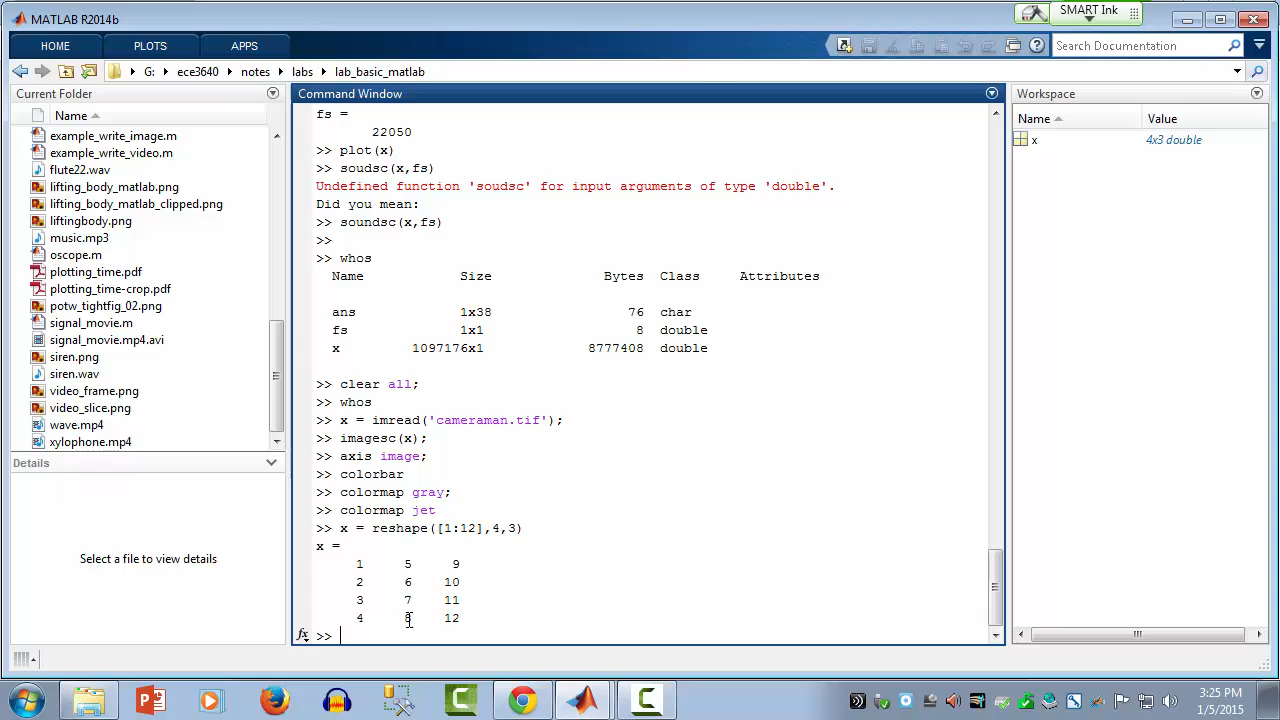 MATLAB R2014b
SMART Ink
HOME
PLOTS
APPS
Search Documentation
G:
ece3640
notes
labs
lab_basic_matlab
Current Folder
Name
example_write_image.m
example_write_video.m
flute22.wav
lifting_body_matlab.png
lifting_body_matlab_clipped.png
liftingbody.png
music.mp3
oscope.m
plotting_time.pdf
plotting_time-crop.pdf
potw_tightfig_02.png
signal_movie.m
signal_movie.mp4.avi
siren.png
siren.wav
video_frame.png
video_slice.png
wave.mp4
xylophone.mp4
Details
Select a file to view details
Command Window
fs =
22050
>> plot(x)
>> soudsc(x,fs)
Undefined function 'soudsc' for input arguments of type 'double'.
Did you mean:
>> soundsc(x,fs)
>>
>> whos
Name Size Bytes Class Attributes
ans 1x38 76 char
fs 1x1 8 double
x 1097176x1 8777408 double
>> clear all;
>> whos
>> x = imread('cameraman.tif');
>> imagesc(x);
>> axis image;
>> colorbar
>> colormap gray;
>> colormap jet
>> x = reshape([1:12],4,3)
x =
1 5 9
2 6 10
3 7 11
4 8 12
fx >>
Workspace
Name Value
x 4x3 double
3:25 PM
1/5/2015